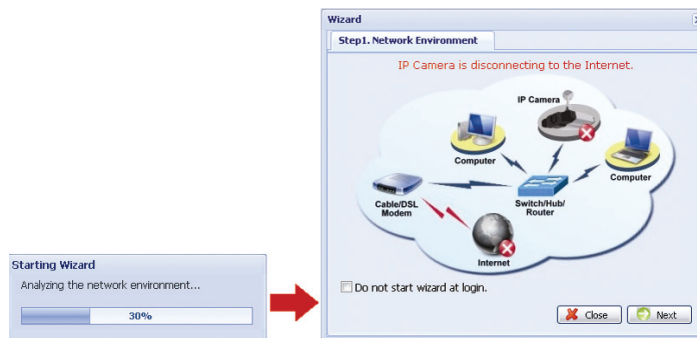 Starting Wizard
Analyzing the network environment...
30%
Wizard
Step1. Network Environment
IP Camera is disconnecting to the Internet.
IP Camera
Computer
Computer
Cable/DSL
Modem
Switch/Hub/
Router
Internet
Do not start wizard at login.
Close
Next